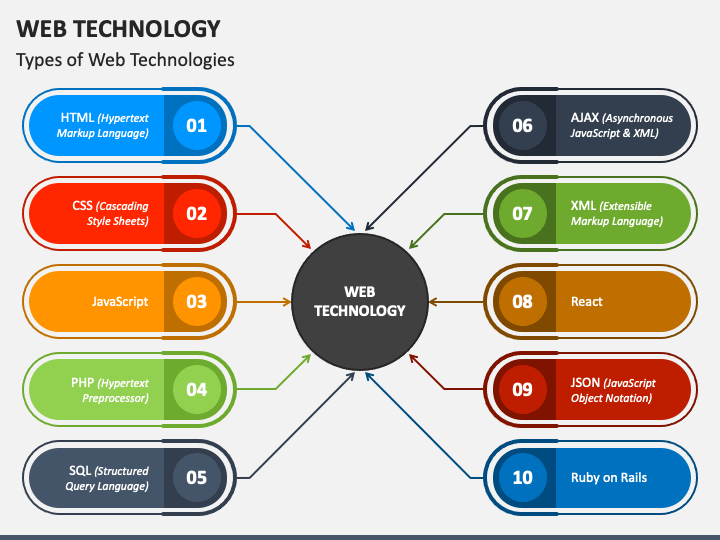 WEB TECHNOLOGY
Types of Web Technologies
HTML (Hypertext
Markup Language)
01
CSS (Cascading
Style Sheets)
02
JavaScript
03
PHP (Hypertext
Preprocessor)
04
SQL (Structured
Query Language)
05
WEB
TECHNOLOGY
06
AJAX (Asynchronous
JavaScript & XML)
07
XML (Extensible
Markup Language)
08
React
09
JSON (JavaScript
Object Notation)
10
Ruby on Rails